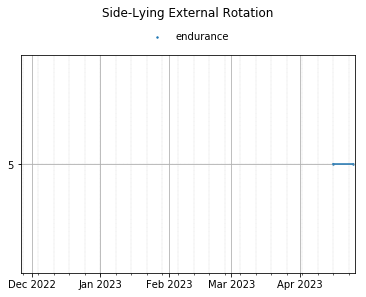 Side-Lying External Rotation
endurance
5
Dec 2022
Jan 2023
Feb 2023
Mar 2023
Apr 2023